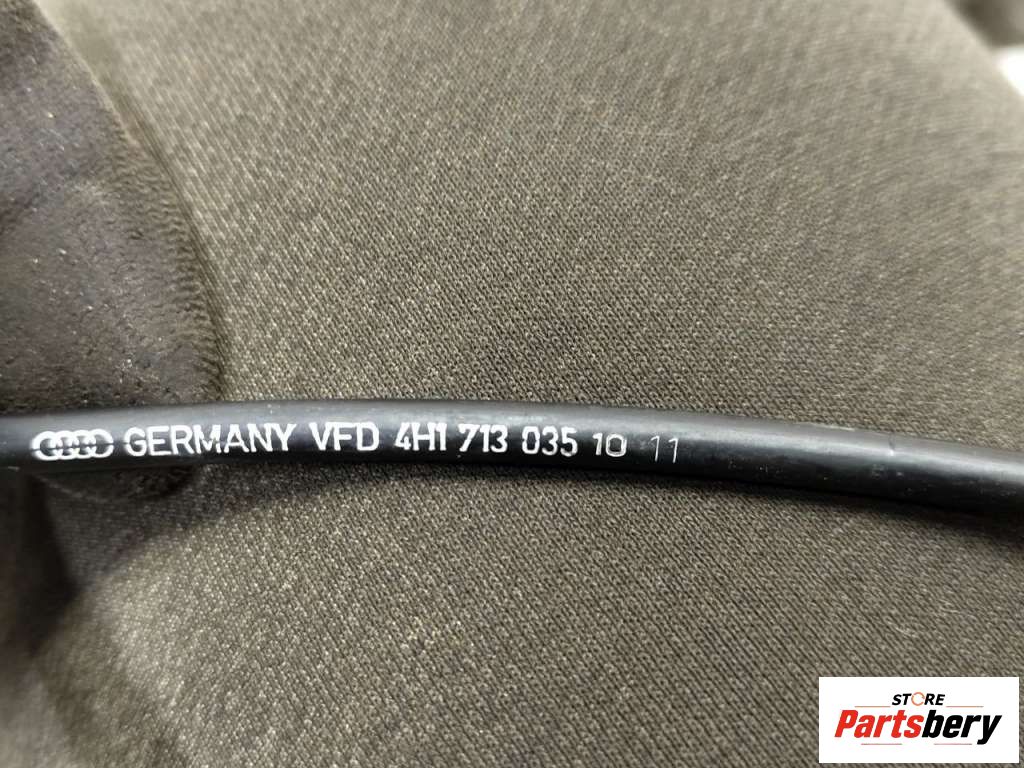 GERMANY VFD 4H1 713 035 10 11
STORE
Partsbery